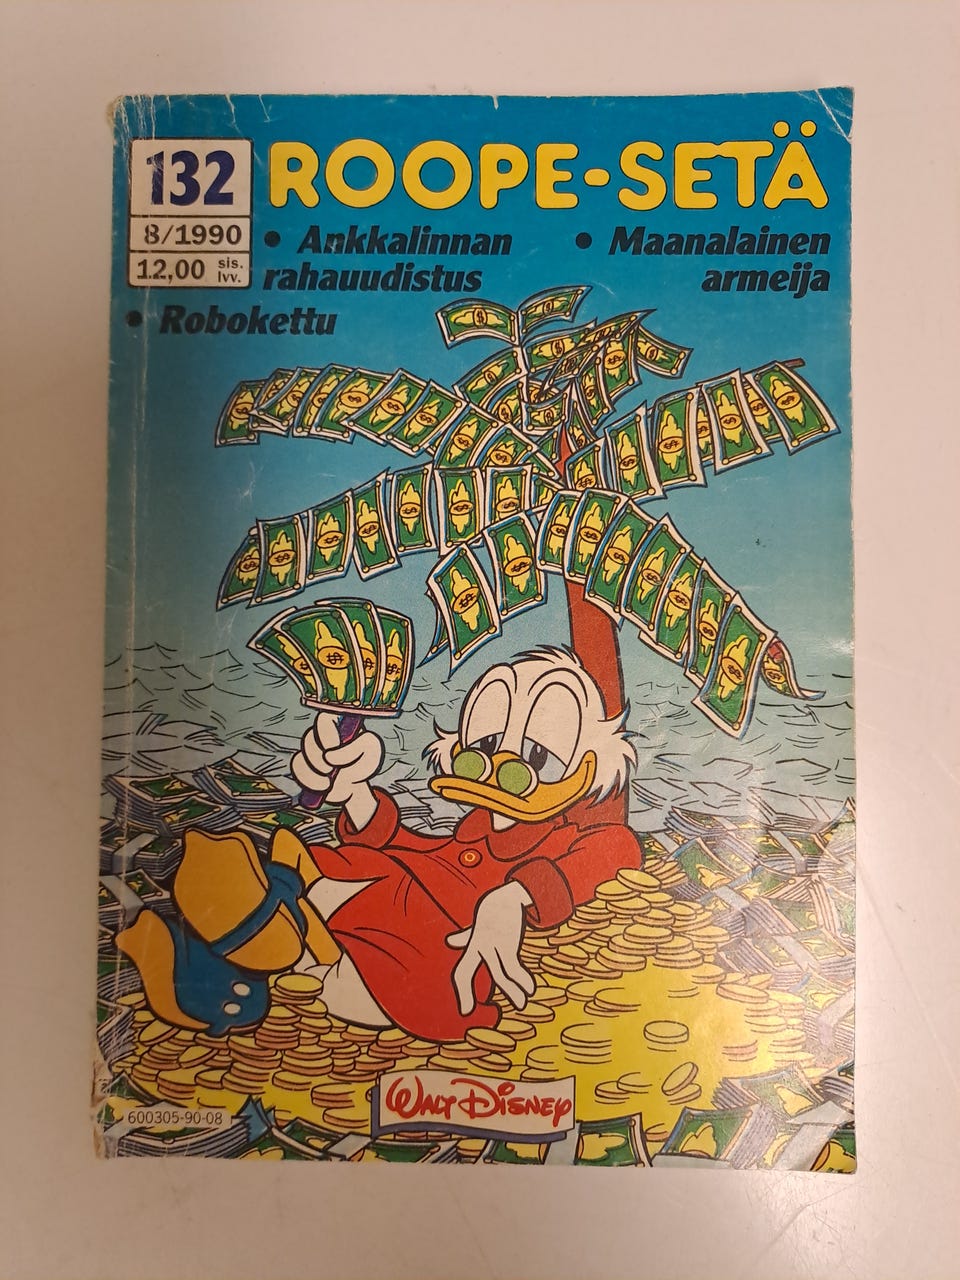 132
ROOPE-SETÄ
8/1990
12,00 sis. lvv.
• Ankkalinnan
rahauudistus
• Maanalainen
armeija
• Robokettu
WALT DISNEY
600305-90-08